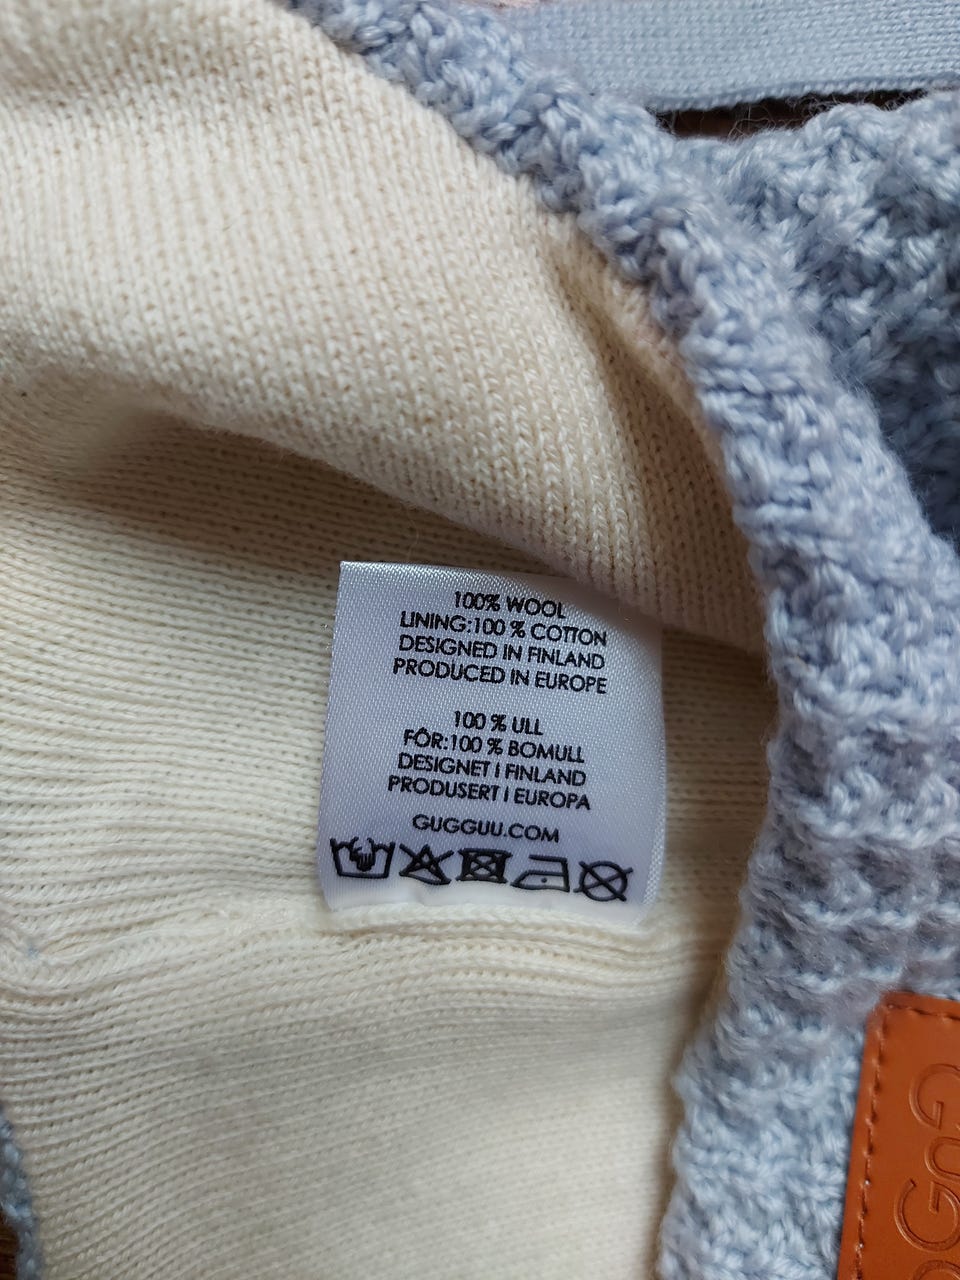 100% WOOL
LINING:100 % COTTON
DESIGNED IN FINLAND
PRODUCED IN EUROPE
100 % ULL
FÔR:100 % BOMULL
DESIGNET I FINLAND
PRODUSERT I EUROPA
GUGGUU.COM